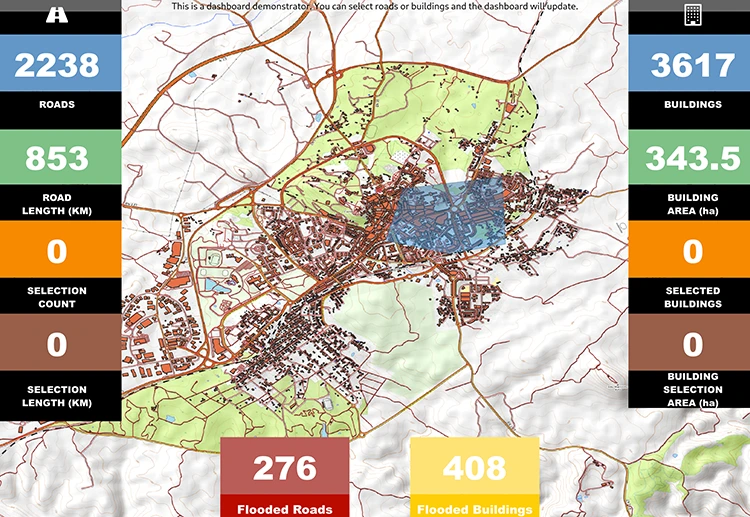 This is a dashboard demonstrator. You can select roads or buildings and the dashboard will update.
2238
ROADS
853
ROAD
LENGTH (KM)
0
SELECTION
COUNT
0
SELECTION
LENGTH (KM)
3617
BUILDINGS
343.5
BUILDING
AREA (ha)
0
SELECTED
BUILDINGS
0
BUILDING
SELECTION
AREA (ha)
276
Flooded Roads
408
Flooded Buildings